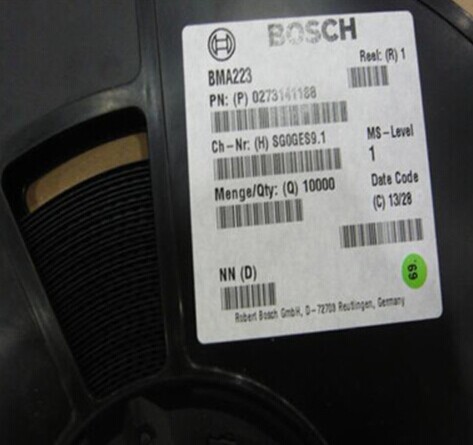 BOSCH
BMA223
Reel: (R) 1
PN: (P) 0273141188
Ch-Nr: (H) SG0GES9.1
MS-Level
1
Menge/Qty: (Q) 10000
Date Code
(C) 13/28
NN (D)
69.
Robert Bosch GmbH, D-72703 Reutlingen, Germany